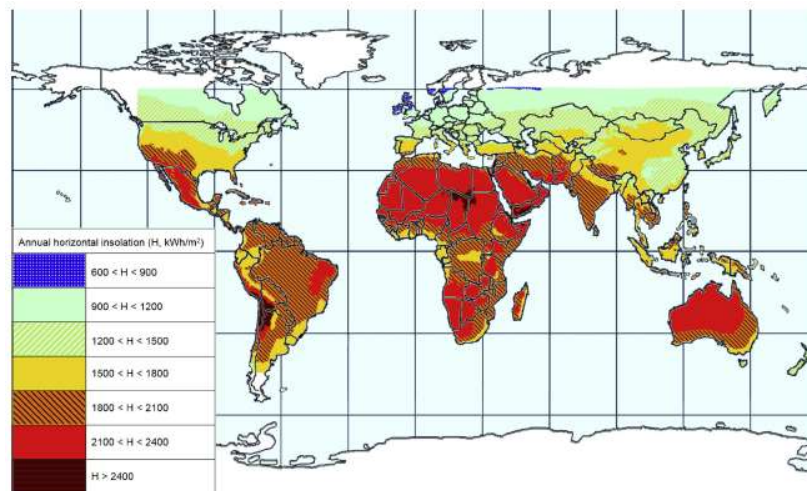 Annual horizontal insolation (H, kWh/m²)
600 < H < 900
900 < H < 1200
1200 < H < 1500
1500 < H < 1800
1800 < H < 2100
2100 < H < 2400
H > 2400